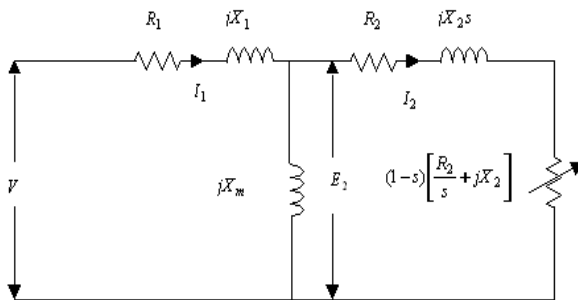 R₁
jX₁
R₂
jX₂s
I₁
I₂
V
jXₘ
E₂
(1-s)[R₂/s + jX₂]